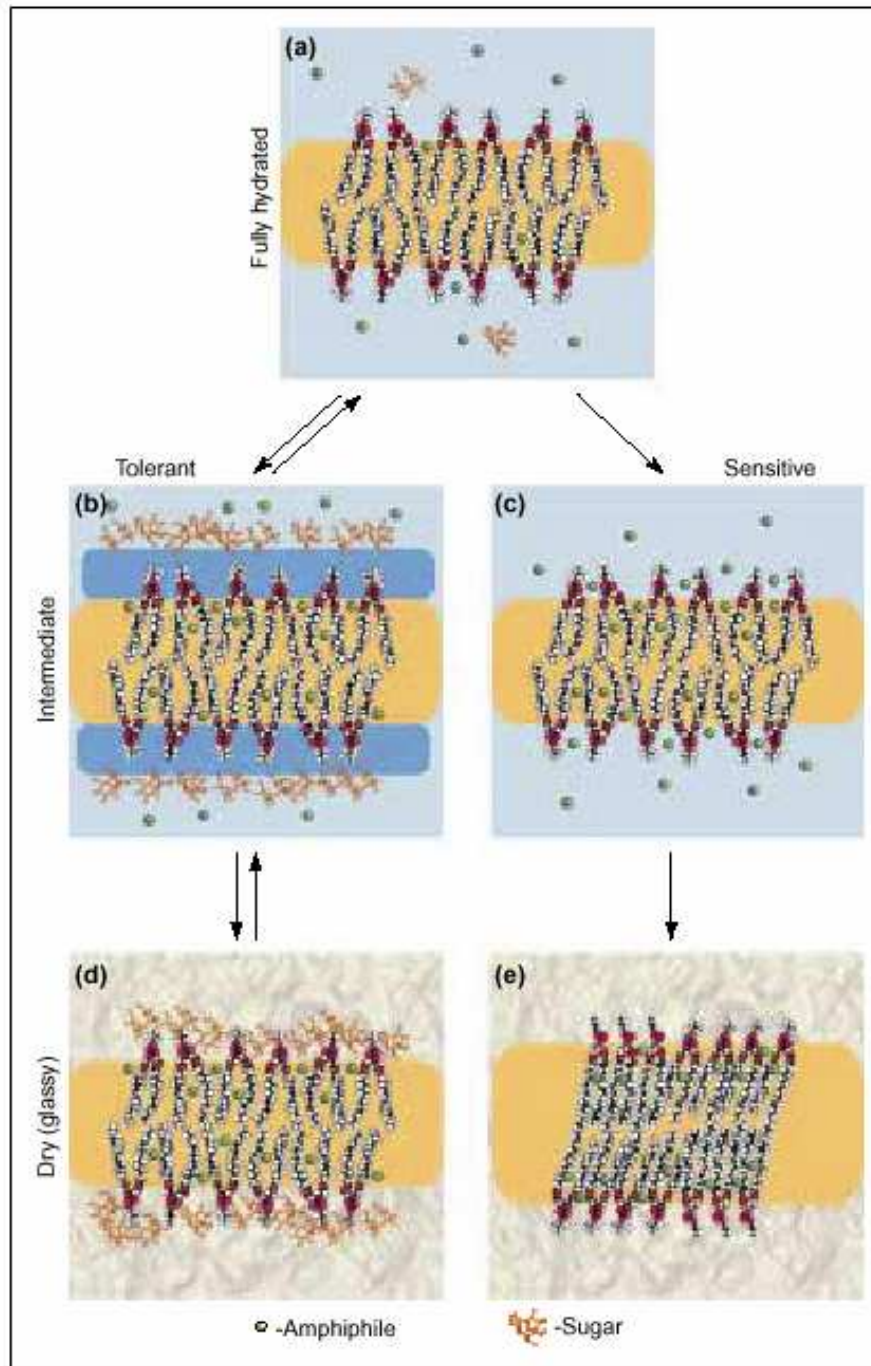 (a)
Fully hydrated
Tolerant
Sensitive
(b)
(c)
Intermediate
(d)
(e)
Dry (glassy)
-Amphiphile
-Sugar